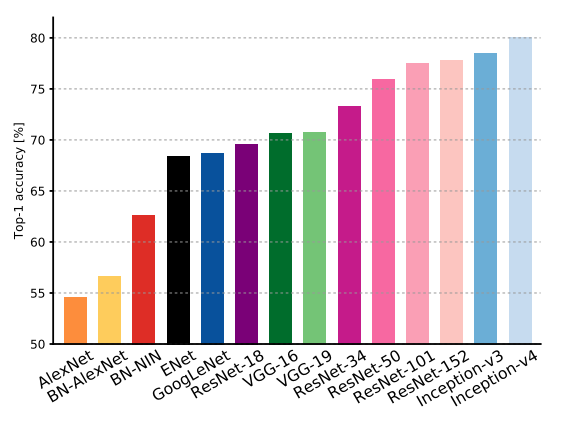 Top-1 accuracy [%]
80
75
70
65
60
55
50
AlexNet
BN-AlexNet
BN-NIN
ENet
GoogLeNet
ResNet-18
VGG-16
VGG-19
ResNet-34
ResNet-50
ResNet-101
ResNet-152
Inception-v3
Inception-v4